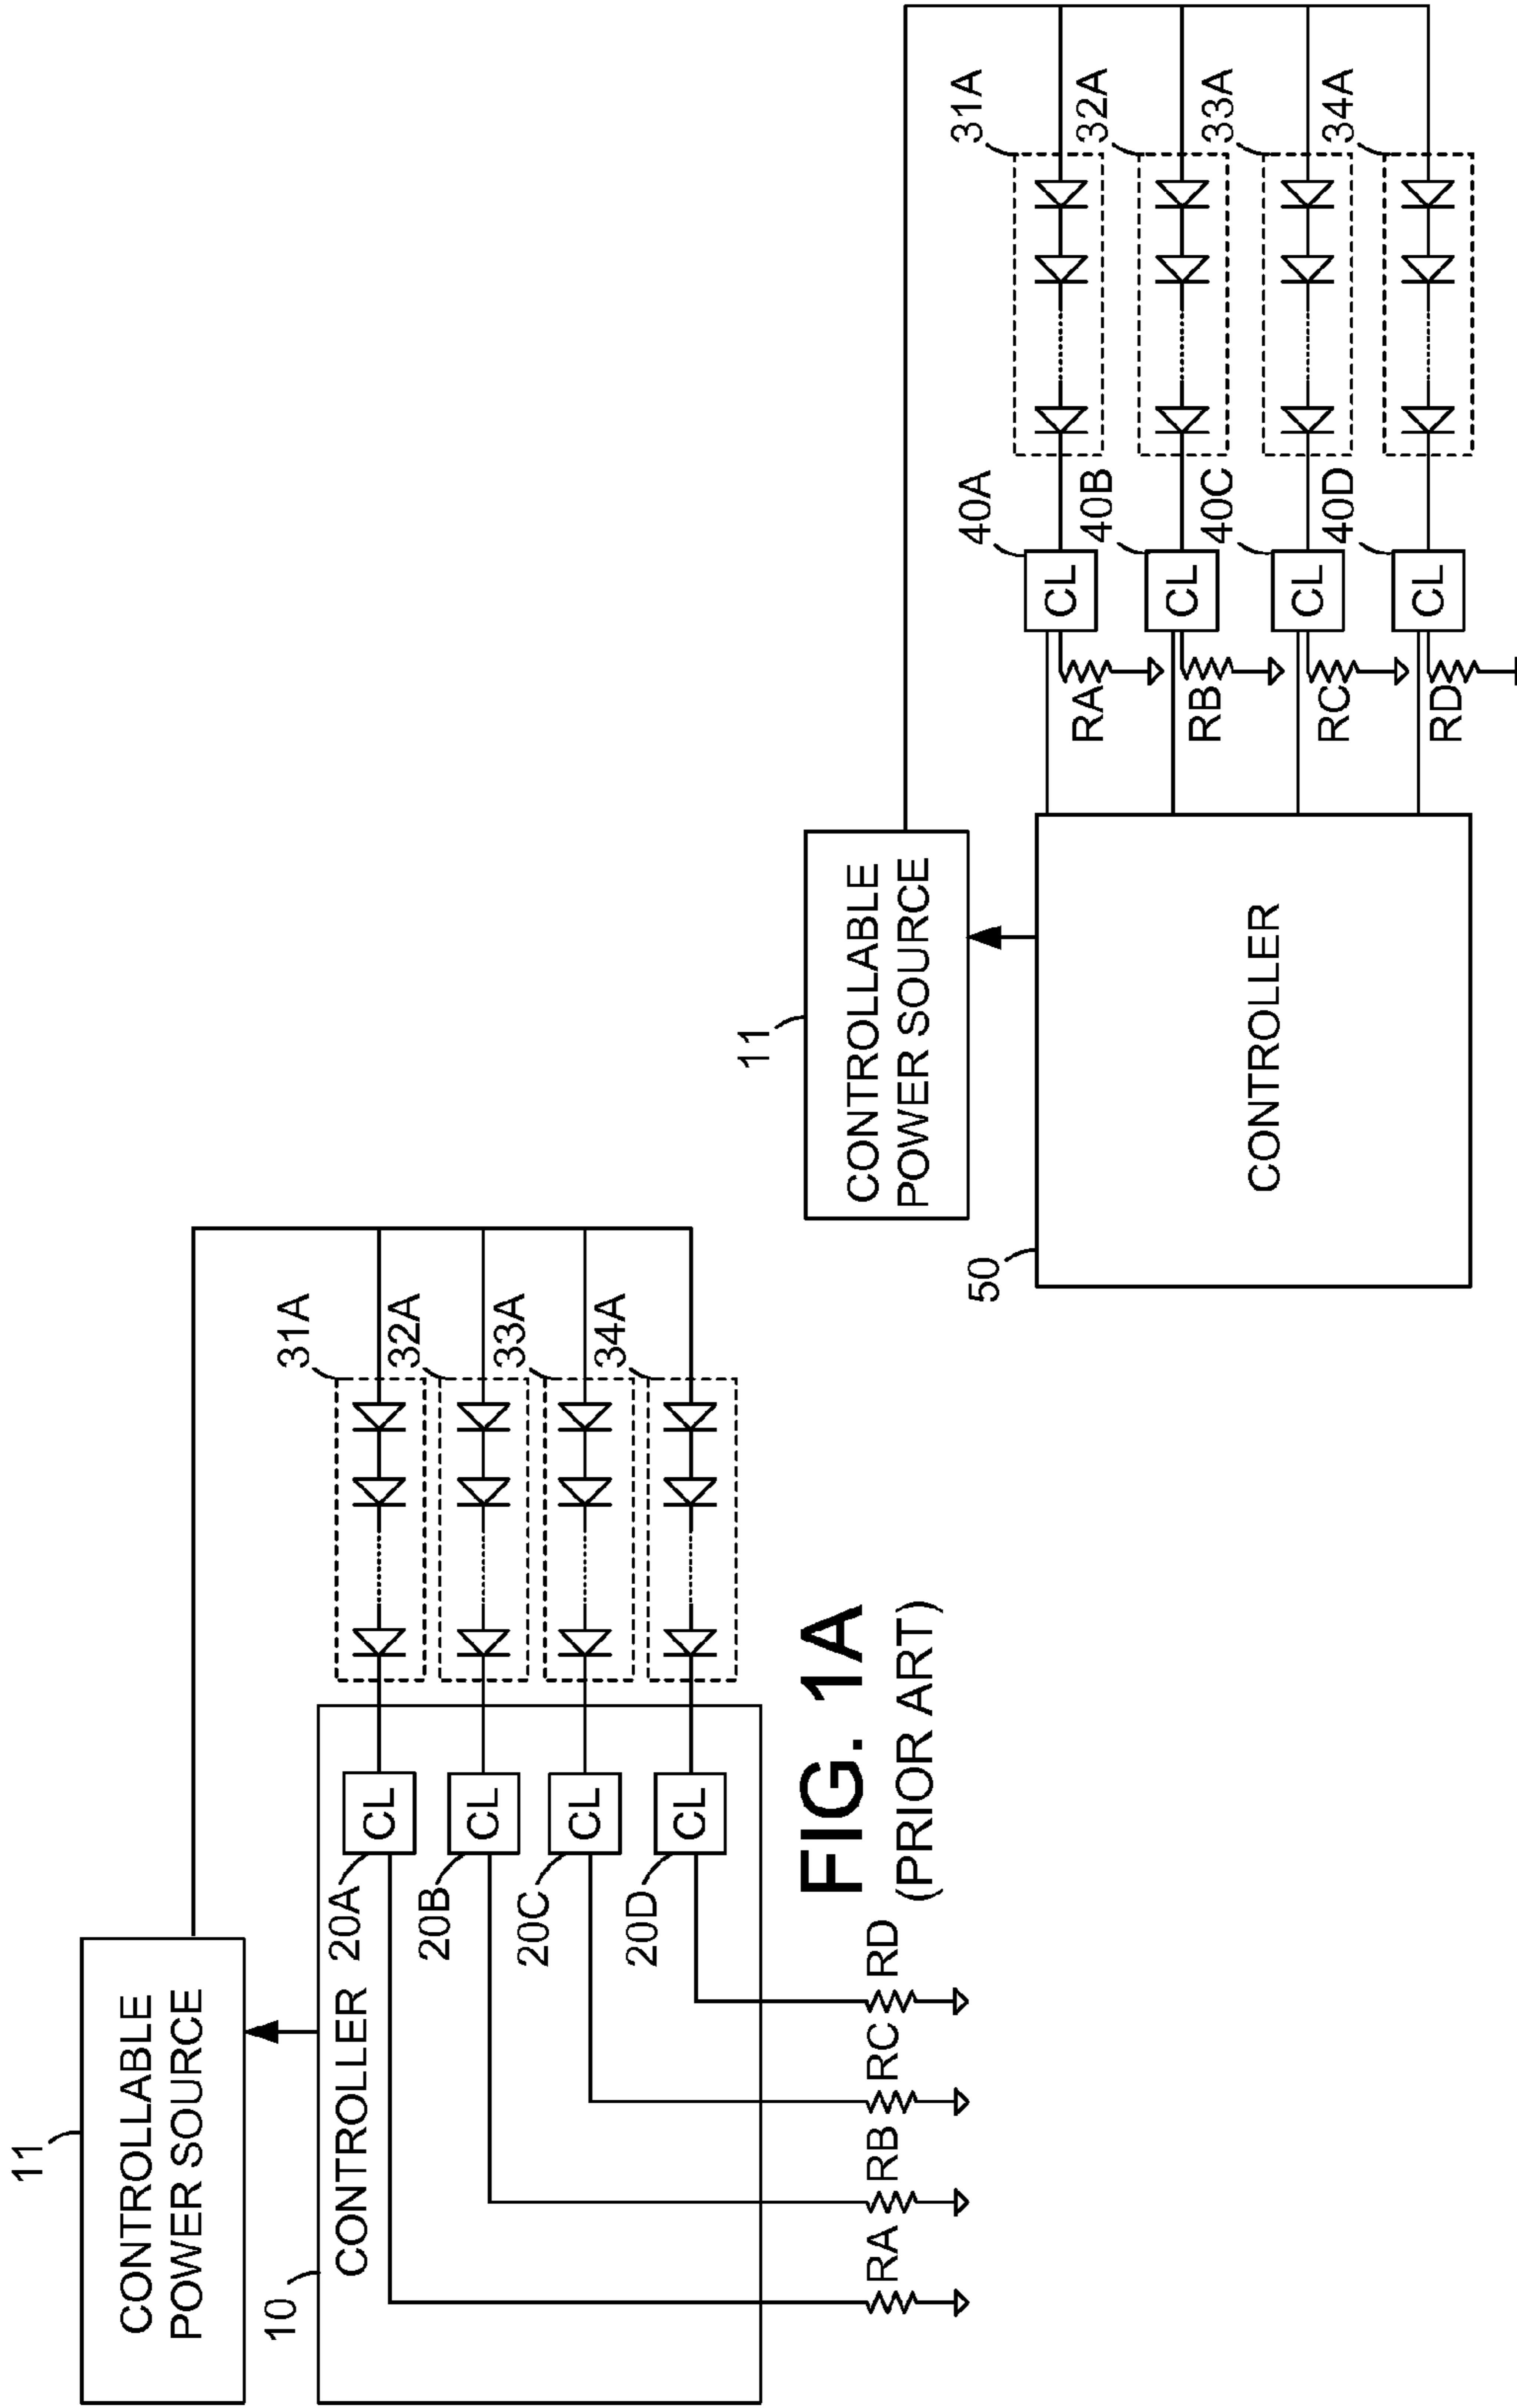 11
CONTROLLABLE
POWER SOURCE
10
CONTROLLER
20A
CL
20B
CL
20C
CL
20D
CL
31A
32A
33A
34A
RA
RB
RC
RD
FIG. 1A
(PRIOR ART)
11
CONTROLLABLE
POWER SOURCE
50
CONTROLLER
RA
RB
RC
RD
40A
CL
40B
CL
40C
CL
40D
CL
31A
32A
33A
34A